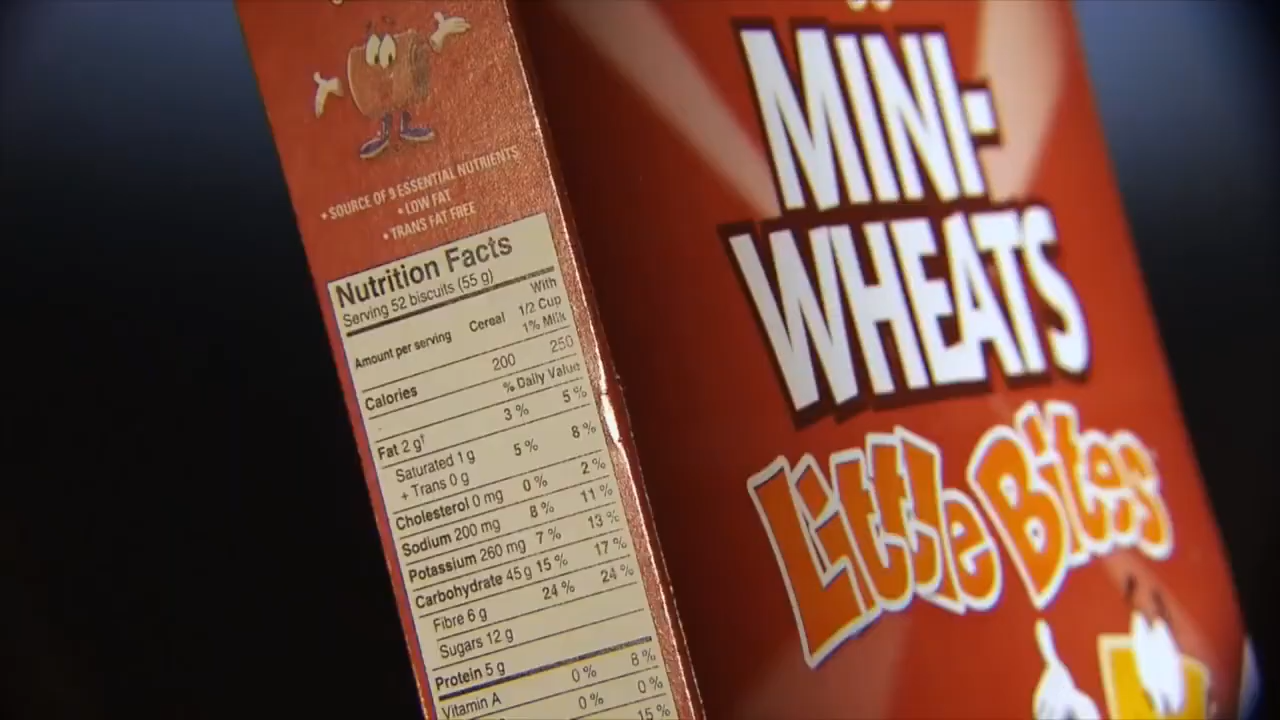 • SOURCE OF 9 ESSENTIAL NUTRIENTS
• LOW FAT
• TRANS FAT FREE
Nutrition Facts
Serving 52 biscuits (55 g)
Amount per serving Cereal With 1/2 Cup 1% Milk
Calories 200 250
% Daily Value
Fat 2 g† 3 % 5 %
Saturated 1 g 5 % 8 %
+ Trans 0 g
Cholesterol 0 mg 0% 2 %
Sodium 200 mg 8% 11 %
Potassium 260 mg 7% 13 %
Carbohydrate 45 g 15 % 17 %
Fibre 6 g 24 % 24 %
Sugars 12 g
Protein 5 g
Vitamin A 0 % 8 %
0 % 0 %
15 %
MINI-
WHEATS
Little Bites